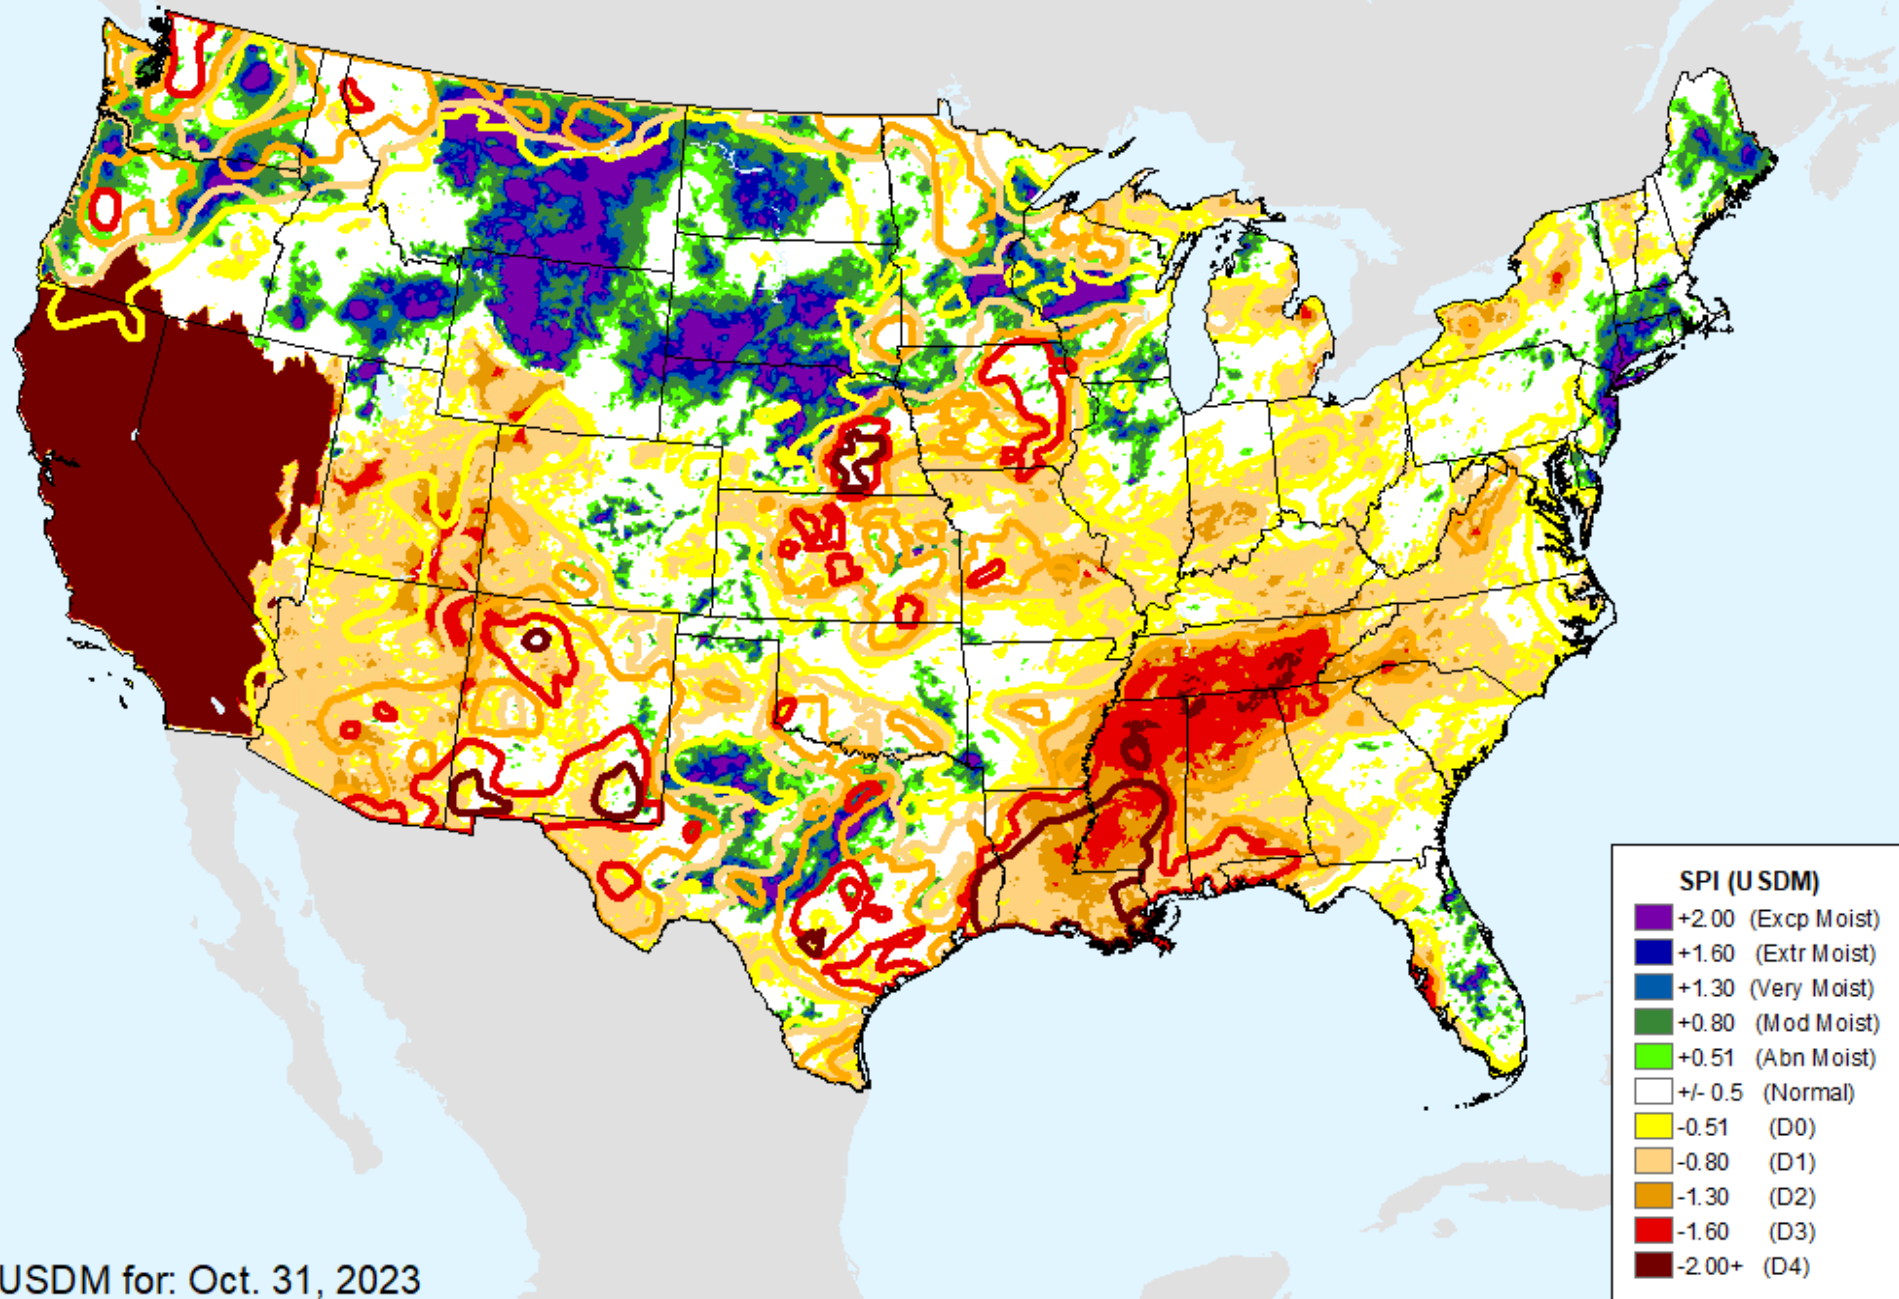 SPI (USDM)
+2.00 (Excp Moist)
+1.60 (Extr Moist)
+1.30 (Very Moist)
+0.80 (Mod Moist)
+0.51 (Abn Moist)
+/- 0.5 (Normal)
-0.51 (D0)
-0.80 (D1)
-1.30 (D2)
-1.60 (D3)
-2.00+ (D4)
USDM for: Oct. 31, 2023